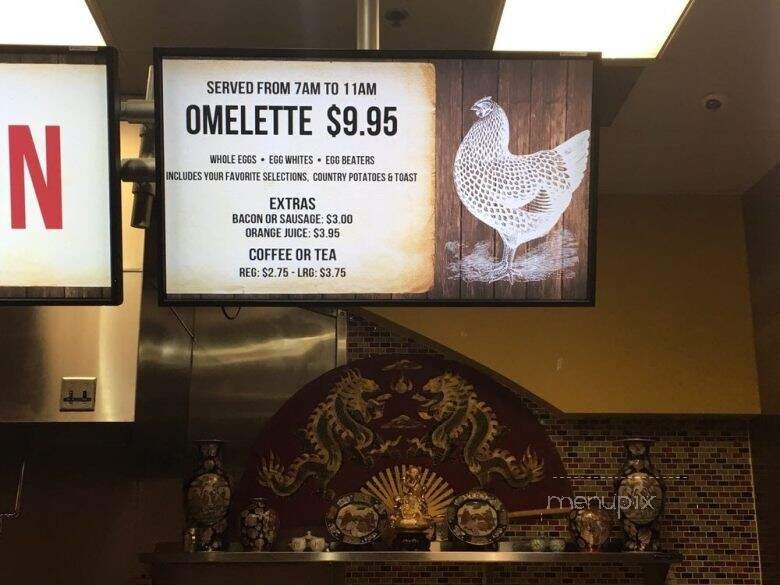 N
SERVED FROM 7AM TO 11AM
OMELETTE $9.95
WHOLE EGGS • EGG WHITES • EGG BEATERS
INCLUDES YOUR FAVORITE SELECTIONS, COUNTRY POTATOES & TOAST
EXTRAS
BACON OR SAUSAGE: $3.00
ORANGE JUICE: $3.95
COFFEE OR TEA
REG: $2.75 - LRG: $3.75
menupix